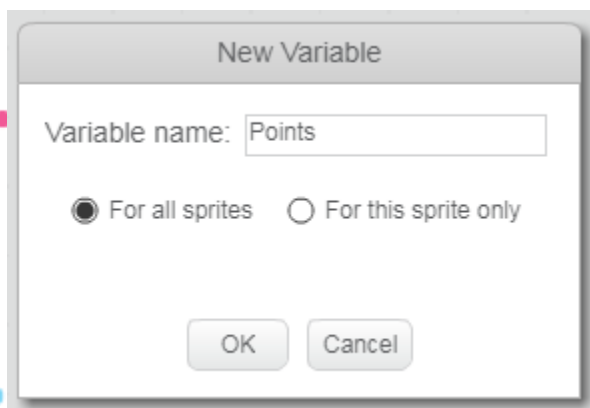 New Variable
Variable name: Points
For all sprites For this sprite only
OK Cancel